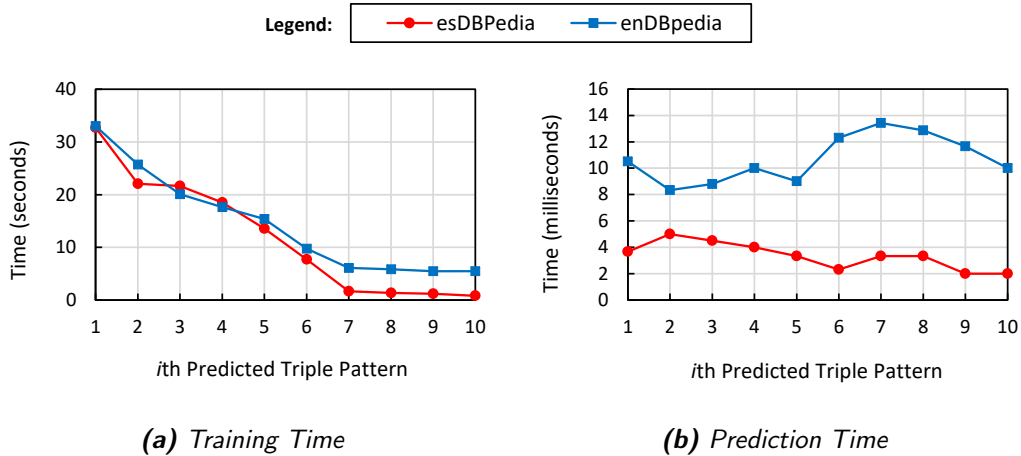 Legend: esDBPedia enDBpedia
Time (seconds)
40
30
20
10
0
1 2 3 4 5 6 7 8 9 10
ith Predicted Triple Pattern
(a) Training Time
Time (milliseconds)
16
14
12
10
8
6
4
2
0
1 2 3 4 5 6 7 8 9 10
ith Predicted Triple Pattern
(b) Prediction Time